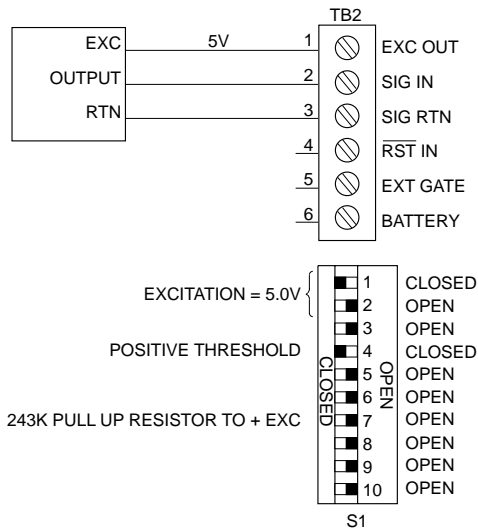 TB2
EXC 5V 1 EXC OUT
OUTPUT 2 SIG IN
RTN 3 SIG RTN
4 RST IN
5 EXT GATE
6 BATTERY
EXCITATION = 5.0V
1 CLOSED
2 OPEN
3 OPEN
POSITIVE THRESHOLD 4 CLOSED
5 OPEN
6 OPEN
243K PULL UP RESISTOR TO + EXC 7 OPEN
8 OPEN
9 OPEN
10 OPEN
CLOSED
OPEN
S1